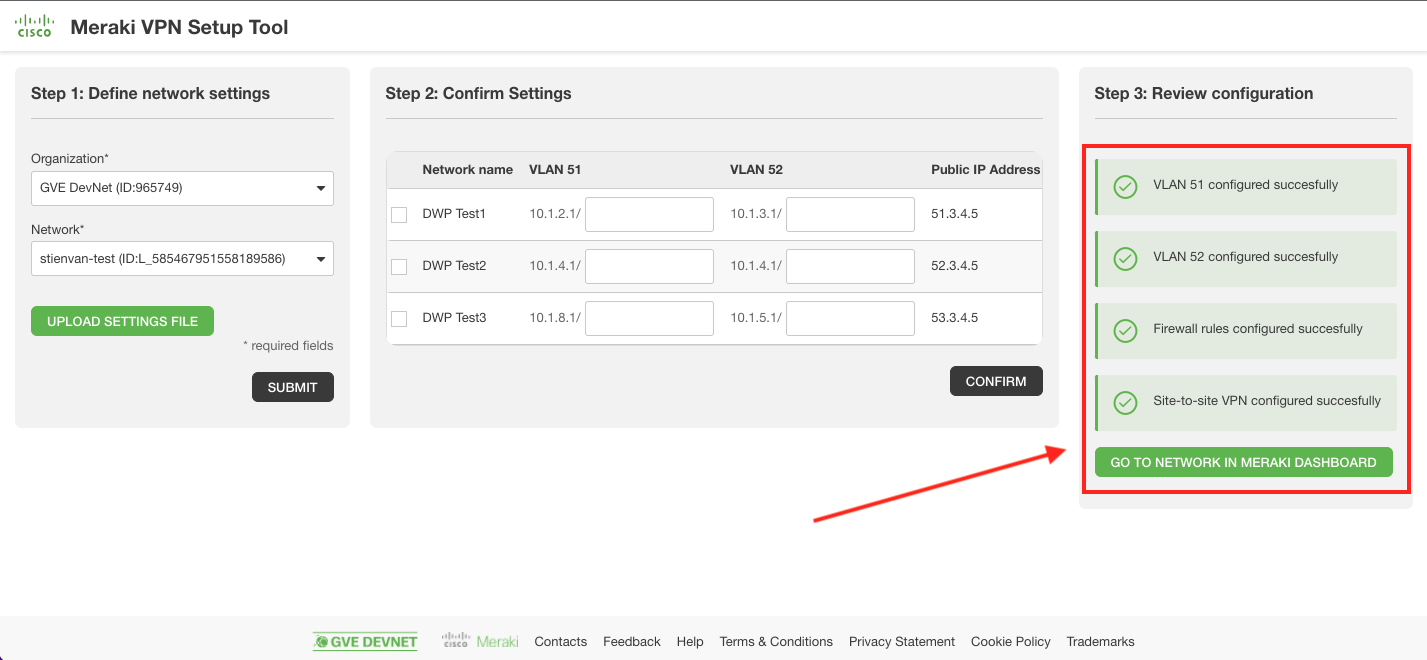 cisco Meraki VPN Setup Tool
Step 1: Define network settings
Organization*
GVE DevNet (ID:965749)
Network*
stienvan-test (ID:L_585467951558189586)
UPLOAD SETTINGS FILE
* required fields
SUBMIT
Step 2: Confirm Settings
Network name VLAN 51 VLAN 52 Public IP Address
DWP Test1 10.1.2.1/ 10.1.3.1/ 51.3.4.5
DWP Test2 10.1.4.1/ 10.1.4.1/ 52.3.4.5
DWP Test3 10.1.8.1/ 10.1.5.1/ 53.3.4.5
CONFIRM
Step 3: Review configuration
VLAN 51 configured succesfully
VLAN 52 configured succesfully
Firewall rules configured succesfully
Site-to-site VPN configured succesfully
GO TO NETWORK IN MERAKI DASHBOARD
GVE DEVNET cisco Meraki Contacts Feedback Help Terms & Conditions Privacy Statement Cookie Policy Trademarks